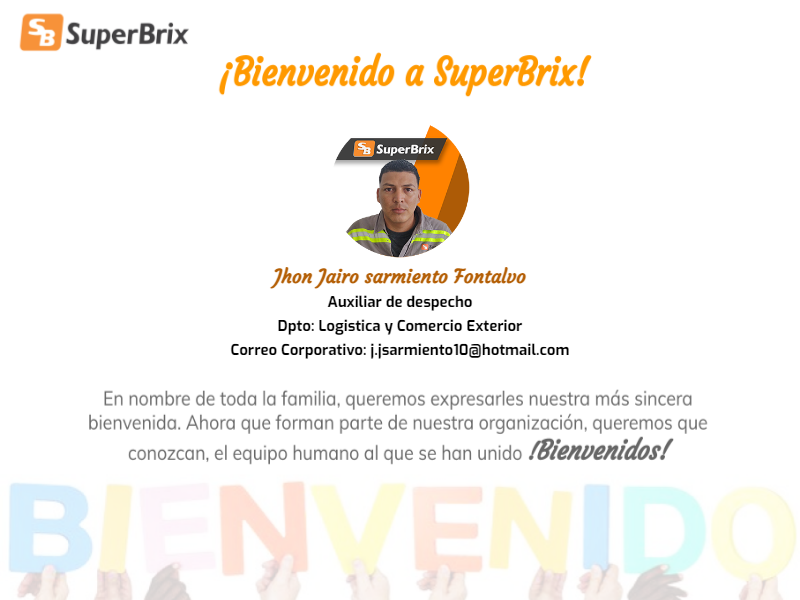 SB SuperBrix
¡Bienvenido a SuperBrix!
SB SuperBrix
Jhon Jairo sarmiento Fontalvo
Auxiliar de despecho
Dpto: Logistica y Comercio Exterior
Correo Corporativo: j.jsarmiento10@hotmail.com
En nombre de toda la familia, queremos expresarles nuestra más sincera
bienvenida. Ahora que forman parte de nuestra organización, queremos que
conozcan, el equipo humano al que se han unido !Bienvenidos!
BIENVENIDO